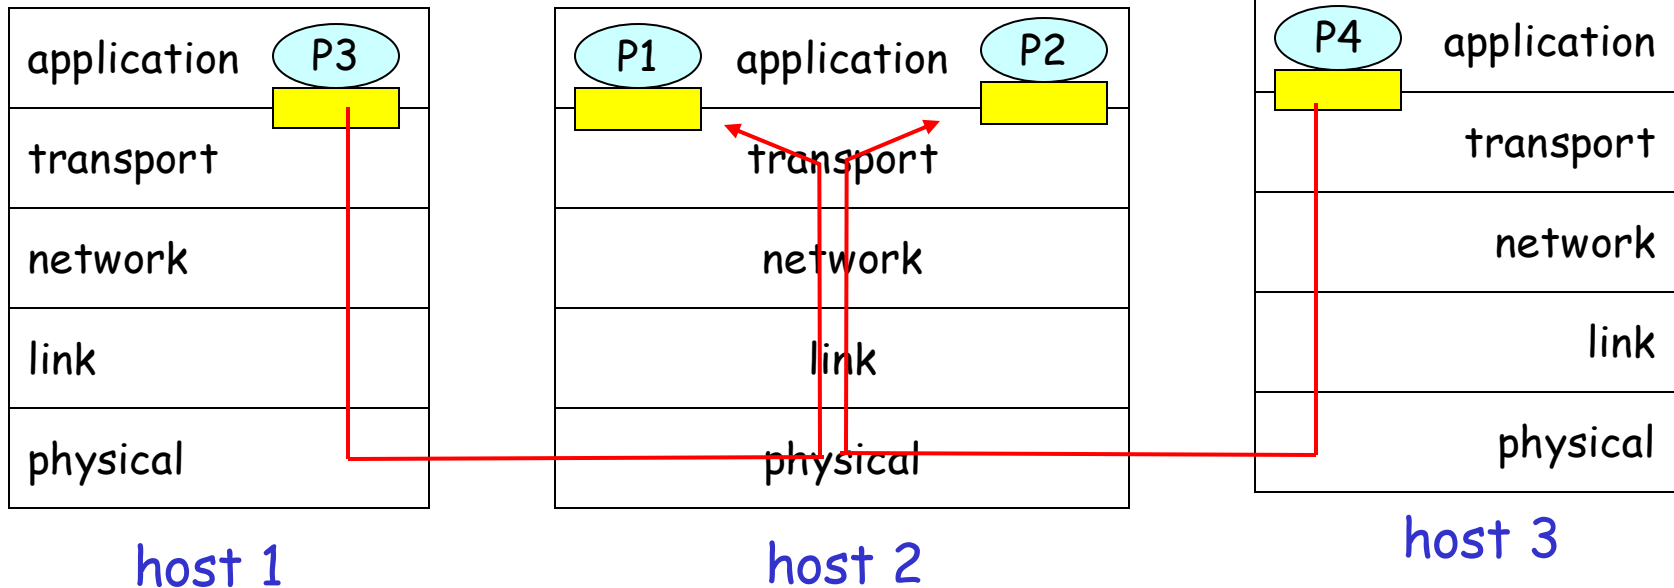 application
P3
transport
network
link
physical
host 1
P1
application
P2
transport
network
link
physical
host 2
P4
application
transport
network
link
physical
host 3